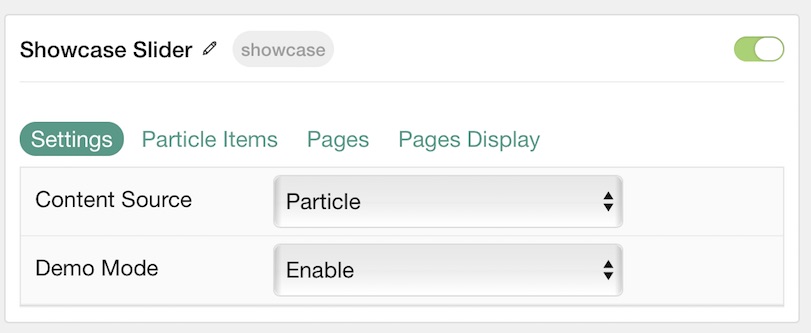 Showcase Slider showcase
Settings Particle Items Pages Pages Display
Content Source Particle
Demo Mode Enable